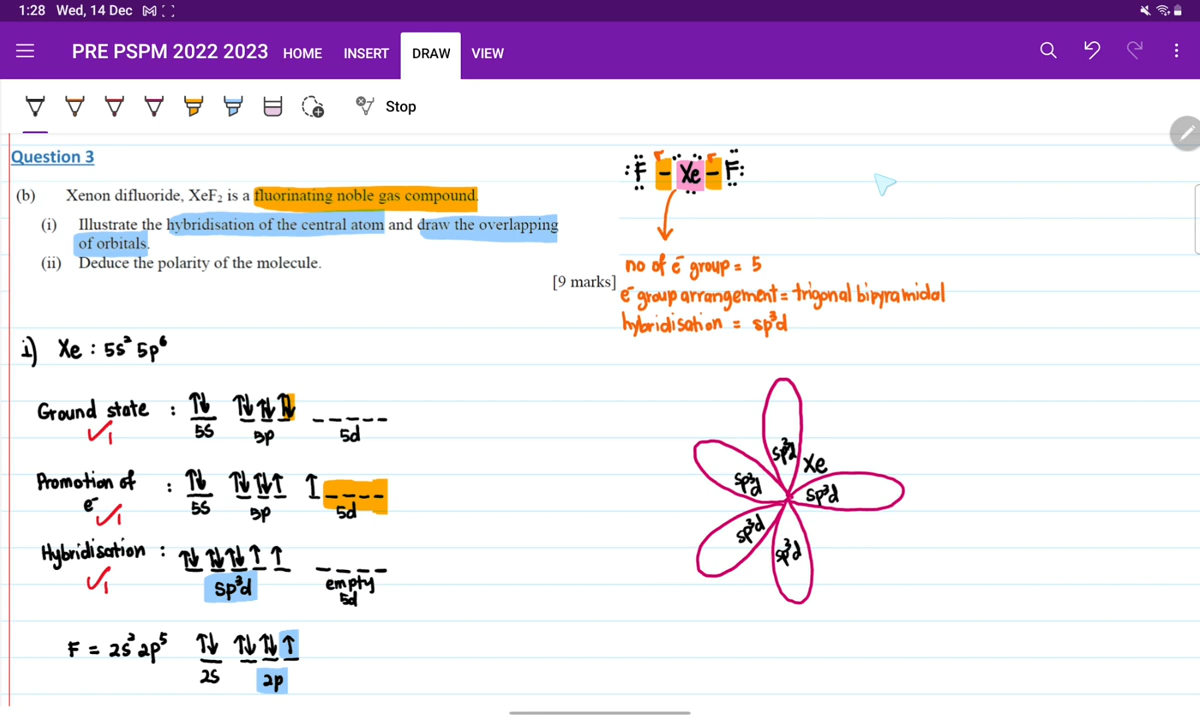 1:28 Wed, 14 Dec
PRE PSPM 2022 2023 HOME INSERT DRAW VIEW
Stop
Question 3
(b) Xenon difluoride, XeF₂ is a fluorinating noble gas compound.
(i) Illustrate the hybridisation of the central atom and draw the overlapping
of orbitals.
(ii) Deduce the polarity of the molecule.
[9 marks]
:F - Xe - F:
no of e⁻ group = 5
e⁻ group arrangement = trigonal bipyramidal
hybridisation = sp³d
i) Xe : 5s² 5p⁶
Ground state : ↑↓ ↑↓ ↑↓ ↑↓
✓1 5s 5p 5d
Promotion of : ↑↓ ↑↓ ↑↓ ↑ ↑
e⁻ ✓1 5s 5p 5d
Hybridisation : ↑↓ ↑↓ ↑↓ ↑ ↑
✓1 sp³d empty
5d
F = 2s² 2p⁵ ↑↓ ↑↓ ↑↓ ↑
2s 2p
sp³d Xe
sp³d sp³d
sp³d sp³d